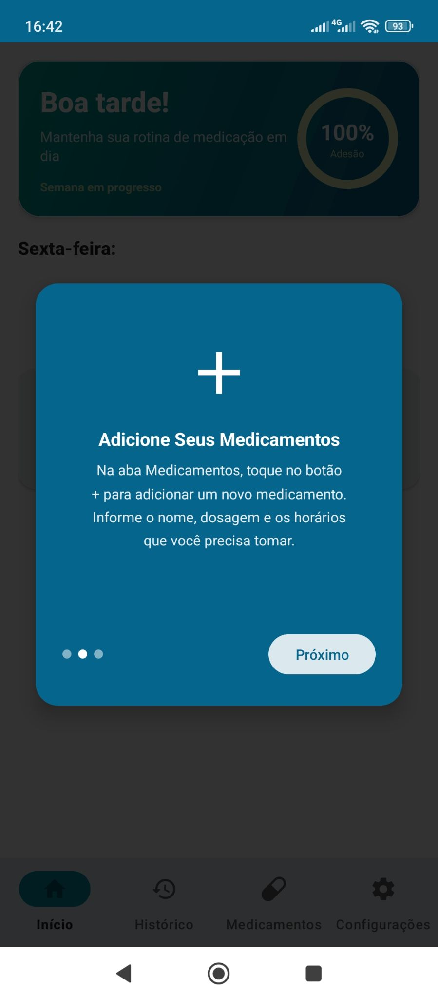 16:42
4G
93
Boa tarde!
Mantenha sua rotina de medicação em
dia
Semana em progresso
100%
Adesão
Sexta-feira:
Adicione Seus Medicamentos
Na aba Medicamentos, toque no botão
+ para adicionar um novo medicamento.
Informe o nome, dosagem e os horários
que você precisa tomar.
Próximo
Início
Histórico
Medicamentos
Configurações